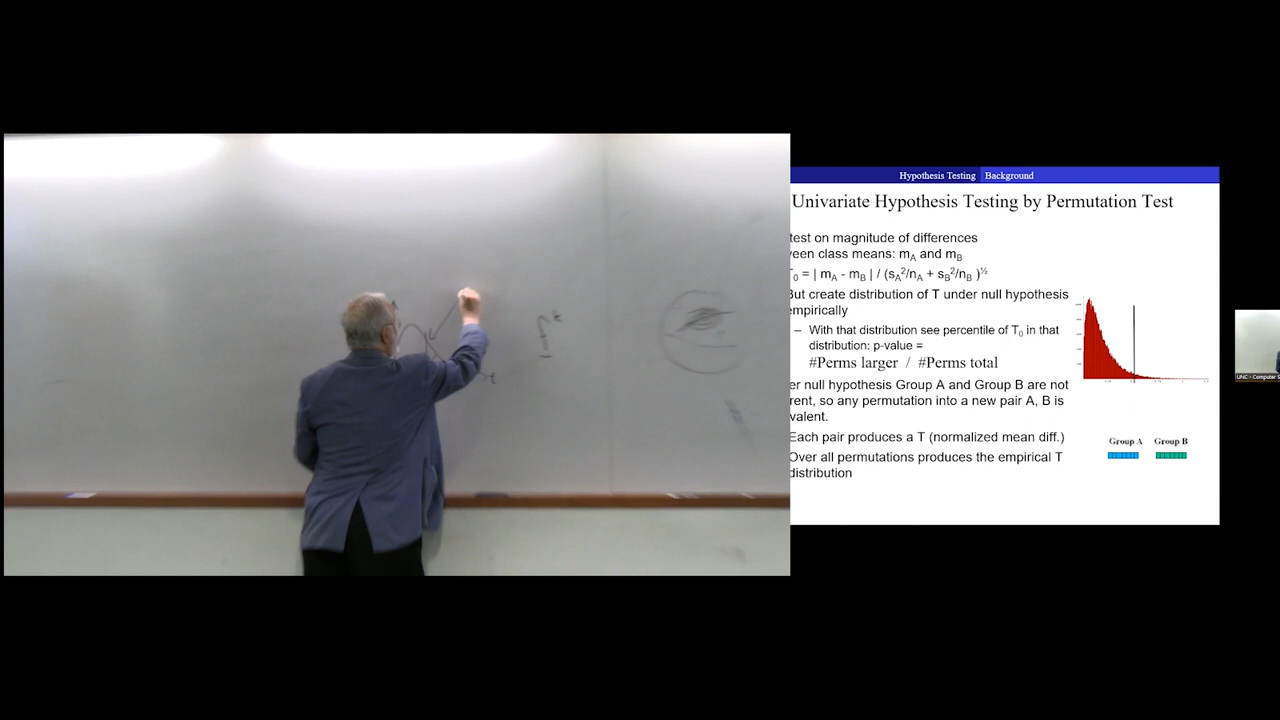 Hypothesis Testing Background
Univariate Hypothesis Testing by Permutation Test
test on magnitude of differences
een class means: mA and mB
T0 = | mA - mB | / (sA²/nA + sB²/nB )½
But create distribution of T under null hypothesis
empirically
– With that distribution see percentile of T0 in that
distribution: p-value =
#Perms larger / #Perms total
er null hypothesis Group A and Group B are not
rent, so any permutation into a new pair A, B is
valent.
Each pair produces a T (normalized mean diff.)
Over all permutations produces the empirical T
distribution
Group A Group B